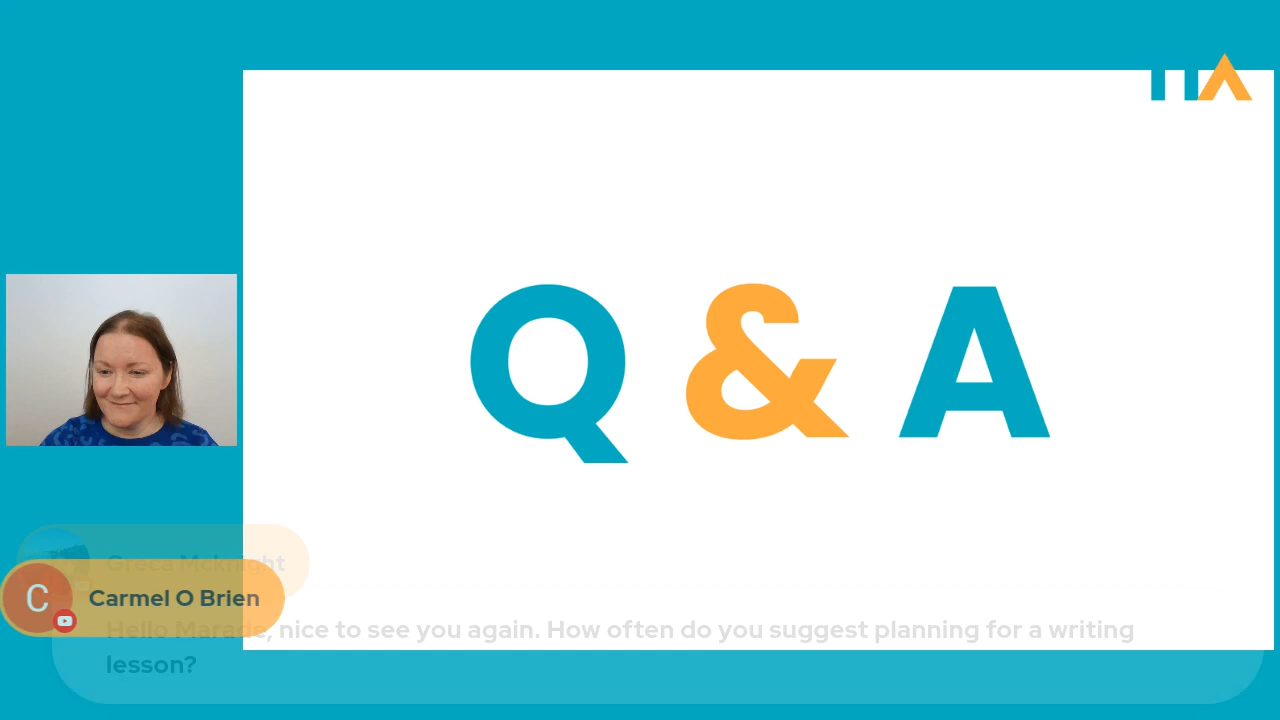 Q & A
Greca Mcknight
C
Carmel O Brien
Hello Marade, nice to see you again. How often do you suggest planning for a writing
lesson?